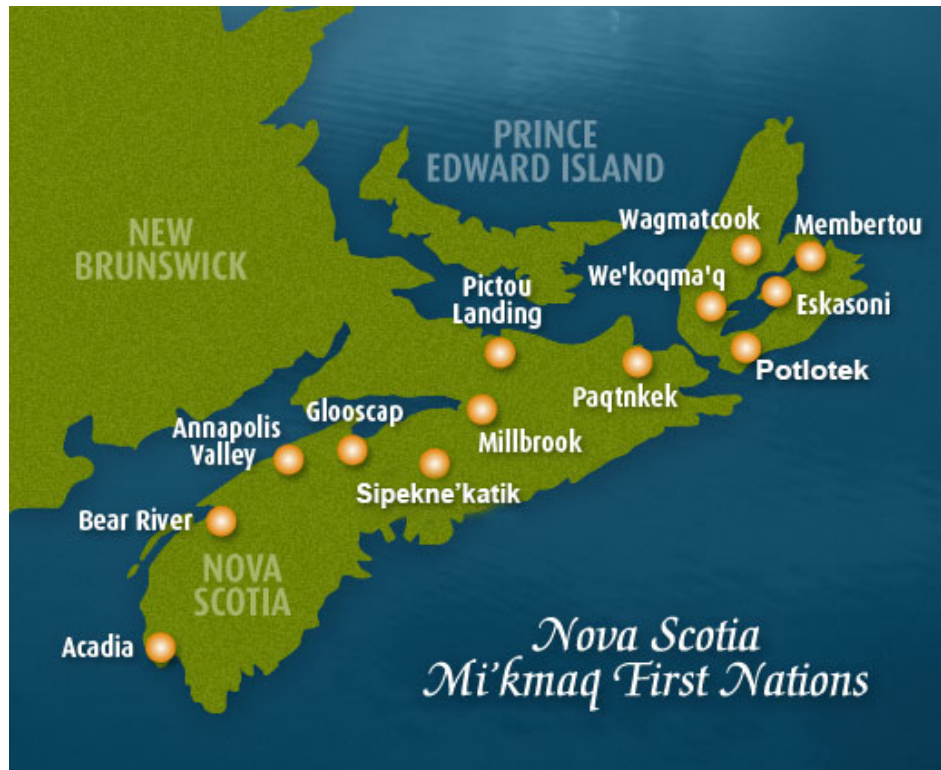 PRINCE
EDWARD ISLAND
NEW
BRUNSWICK
Wagmatcook
Membertou
We'koqma'q
Eskasoni
Pictou
Landing
Potlotek
Paqtnkek
Glooscap
Annapolis
Valley
Millbrook
Sipekne’katik
Bear River
NOVA
SCOTIA
Acadia
Nova Scotia
Mi’kmaq First Nations